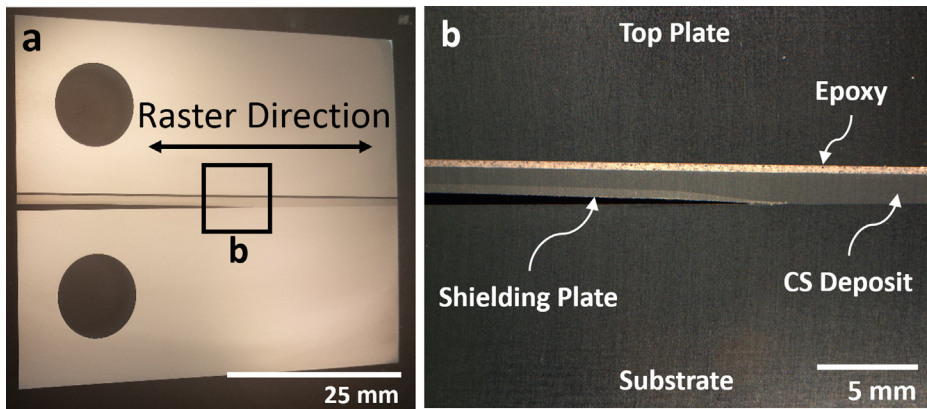 a
Raster Direction
b
25 mm
b
Top Plate
Epoxy
Shielding Plate
CS Deposit
Substrate
5 mm